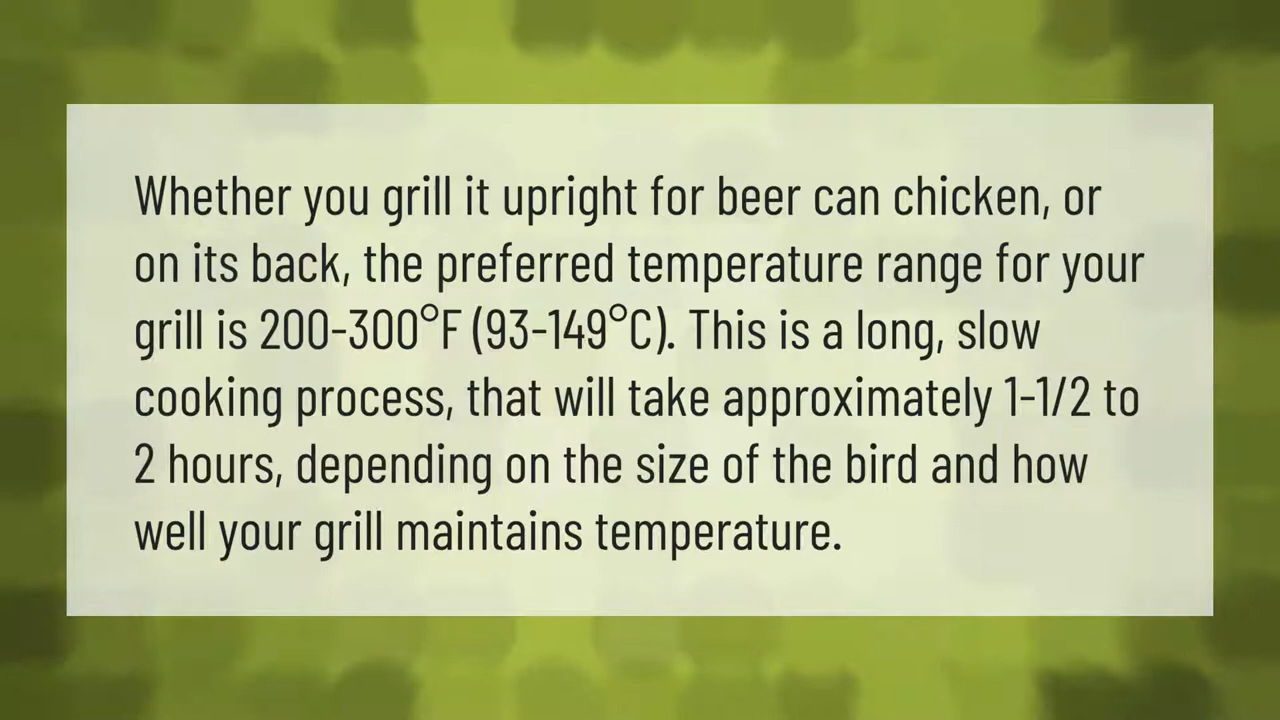 Whether you grill it upright for beer can chicken, or
on its back, the preferred temperature range for your
grill is 200-300°F (93-149°C). This is a long, slow
cooking process, that will take approximately 1-1/2 to
2 hours, depending on the size of the bird and how
well your grill maintains temperature.